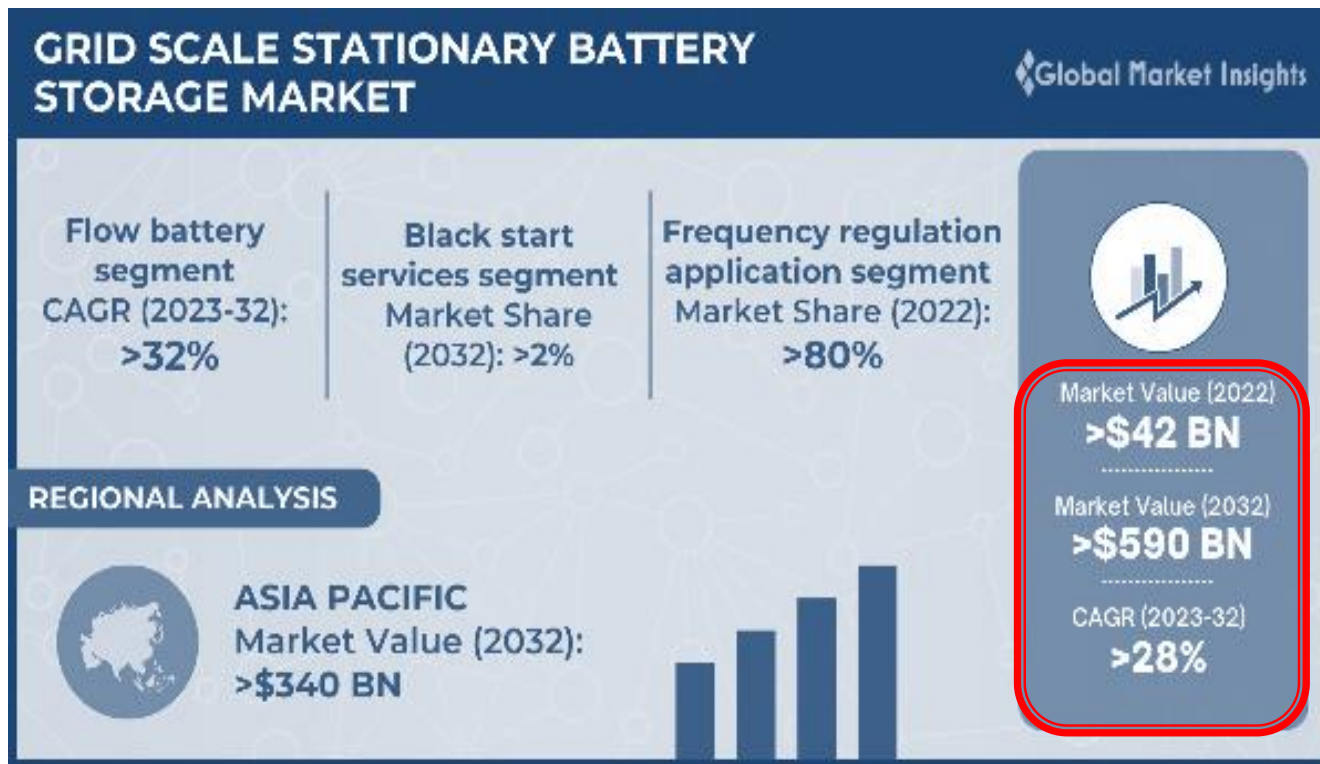 GRID SCALE STATIONARY BATTERY
STORAGE MARKET
Global Market Insights
Flow battery
segment
CAGR (2023-32):
>32%
Black start
services segment
Market Share
(2032): >2%
Frequency regulation
application segment
Market Share (2022):
>80%
Market Value (2022)
>$42 BN
Market Value (2032)
>$590 BN
CAGR (2023-32)
>28%
REGIONAL ANALYSIS
ASIA PACIFIC
Market Value (2032):
>$340 BN